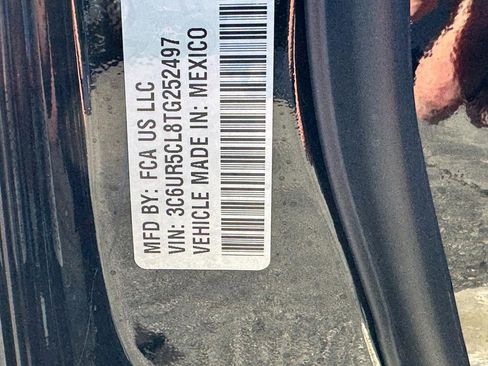 MFD BY: FCA US LLC
VIN: 3C6UR5CL8TG252497
VEHICLE MADE IN: MEXICO